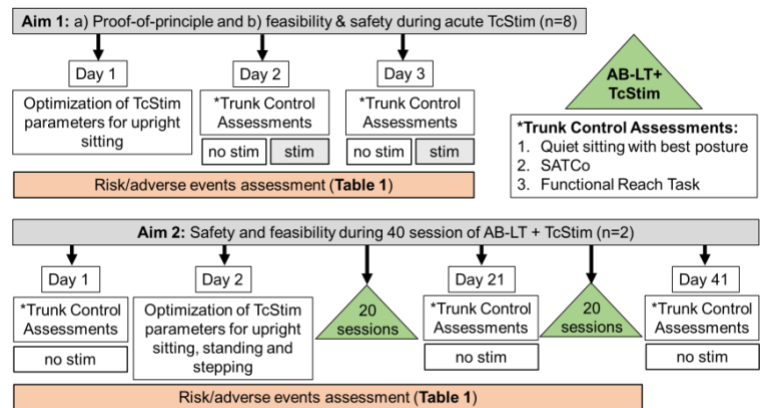 Aim 1: a) Proof-of-principle and b) feasibility & safety during acute TcStim (n=8)
Day 1
Optimization of TcStim
parameters for upright
sitting
Day 2
*Trunk Control
Assessments
no stim
stim
Day 3
*Trunk Control
Assessments
no stim
stim
Risk/adverse events assessment (Table 1)
AB-LT+
TcStim
*Trunk Control Assessments:
1. Quiet sitting with best posture
2. SATCo
3. Functional Reach Task
Aim 2: Safety and feasibility during 40 session of AB-LT + TcStim (n=2)
Day 1
*Trunk Control
Assessments
no stim
Day 2
Optimization of TcStim
parameters for upright
sitting, standing and
stepping
20
sessions
Day 21
*Trunk Control
Assessments
no stim
20
sessions
Day 41
*Trunk Control
Assessments
no stim
Risk/adverse events assessment (Table 1)